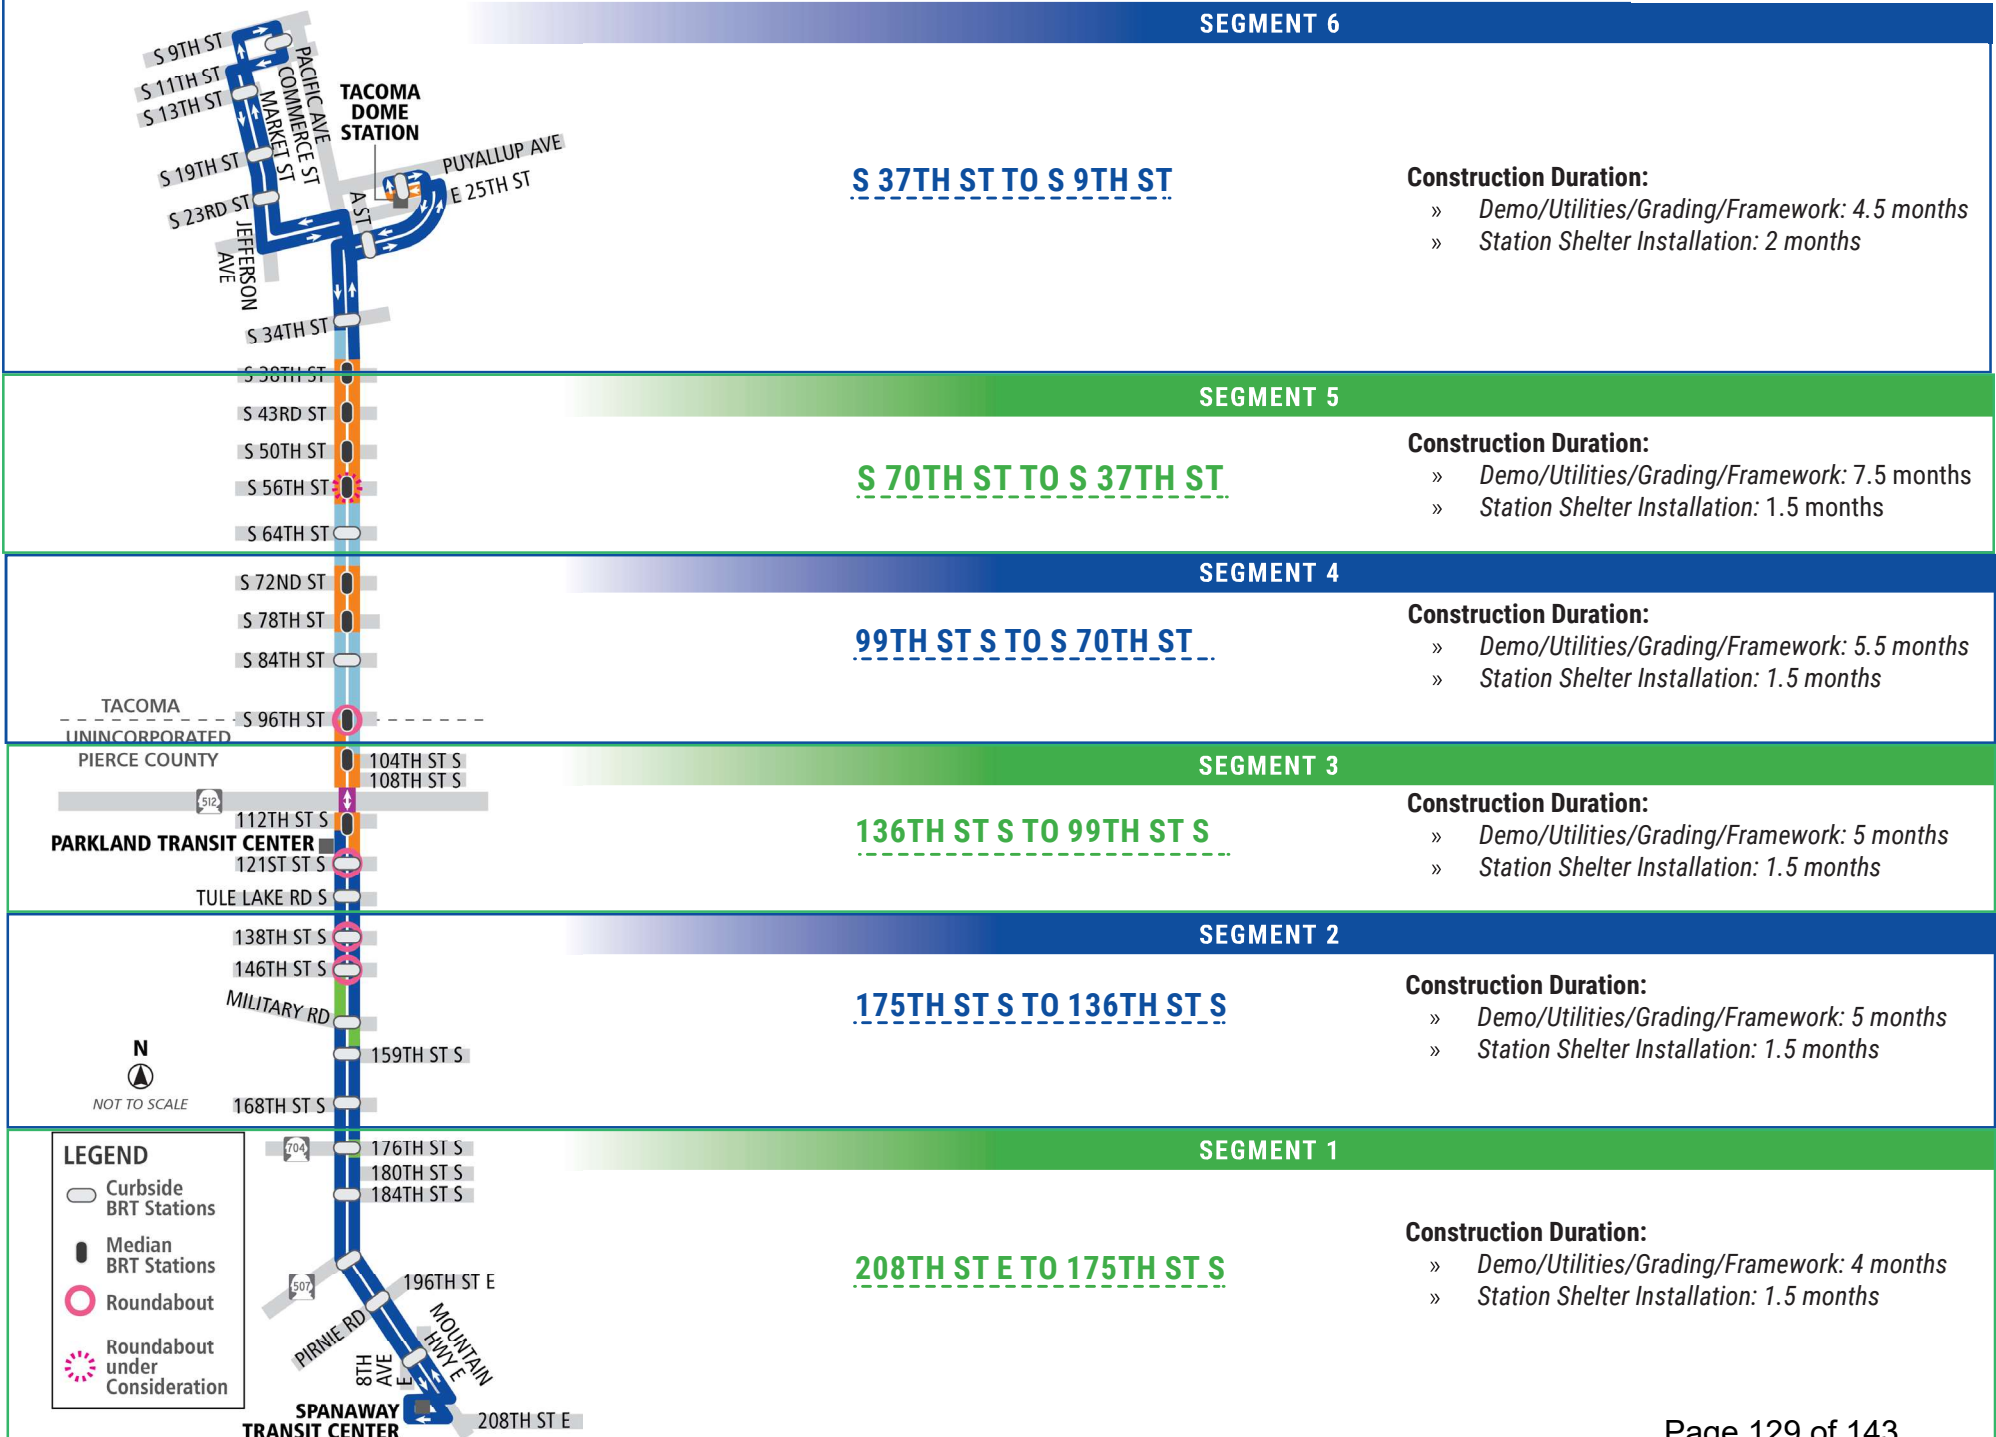 SEGMENT 6
S 9TH ST
S 11TH ST
S 13TH ST
S 19TH ST
S 23RD ST
JEFFERSON
AVE
MARKET ST
COMMERCE ST
PACIFIC AVE
TACOMA
DOME
STATION
PUYALLUP AVE
E 25TH ST
A ST
S 34TH ST
S 37TH ST TO S 9TH ST
Construction Duration:
» Demo/Utilities/Grading/Framework: 4.5 months
» Station Shelter Installation: 2 months
S 38TH ST
SEGMENT 5
S 43RD ST
S 50TH ST
S 56TH ST
S 64TH ST
S 70TH ST TO S 37TH ST
Construction Duration:
» Demo/Utilities/Grading/Framework: 7.5 months
» Station Shelter Installation: 1.5 months
SEGMENT 4
S 72ND ST
S 78TH ST
S 84TH ST
TACOMA
S 96TH ST
UNINCORPORATED
PIERCE COUNTY
99TH ST S TO S 70TH ST
Construction Duration:
» Demo/Utilities/Grading/Framework: 5.5 months
» Station Shelter Installation: 1.5 months
SEGMENT 3
104TH ST S
108TH ST S
512
112TH ST S
PARKLAND TRANSIT CENTER
121ST ST S
TULE LAKE RD S
136TH ST S TO 99TH ST S
Construction Duration:
» Demo/Utilities/Grading/Framework: 5 months
» Station Shelter Installation: 1.5 months
SEGMENT 2
138TH ST S
146TH ST S
MILITARY RD
159TH ST S
168TH ST S
N
NOT TO SCALE
175TH ST S TO 136TH ST S
Construction Duration:
» Demo/Utilities/Grading/Framework: 5 months
» Station Shelter Installation: 1.5 months
SEGMENT 1
704
176TH ST S
180TH ST S
184TH ST S
507
196TH ST E
PIRNIE RD
MOUNTAIN
HWY E
8TH
AVE
E
SPANAWAY
TRANSIT CENTER
208TH ST E
208TH ST E TO 175TH ST S
Construction Duration:
» Demo/Utilities/Grading/Framework: 4 months
» Station Shelter Installation: 1.5 months
LEGEND
Curbside
BRT Stations
Median
BRT Stations
Roundabout
Roundabout
under
Consideration
Page 129 of 143